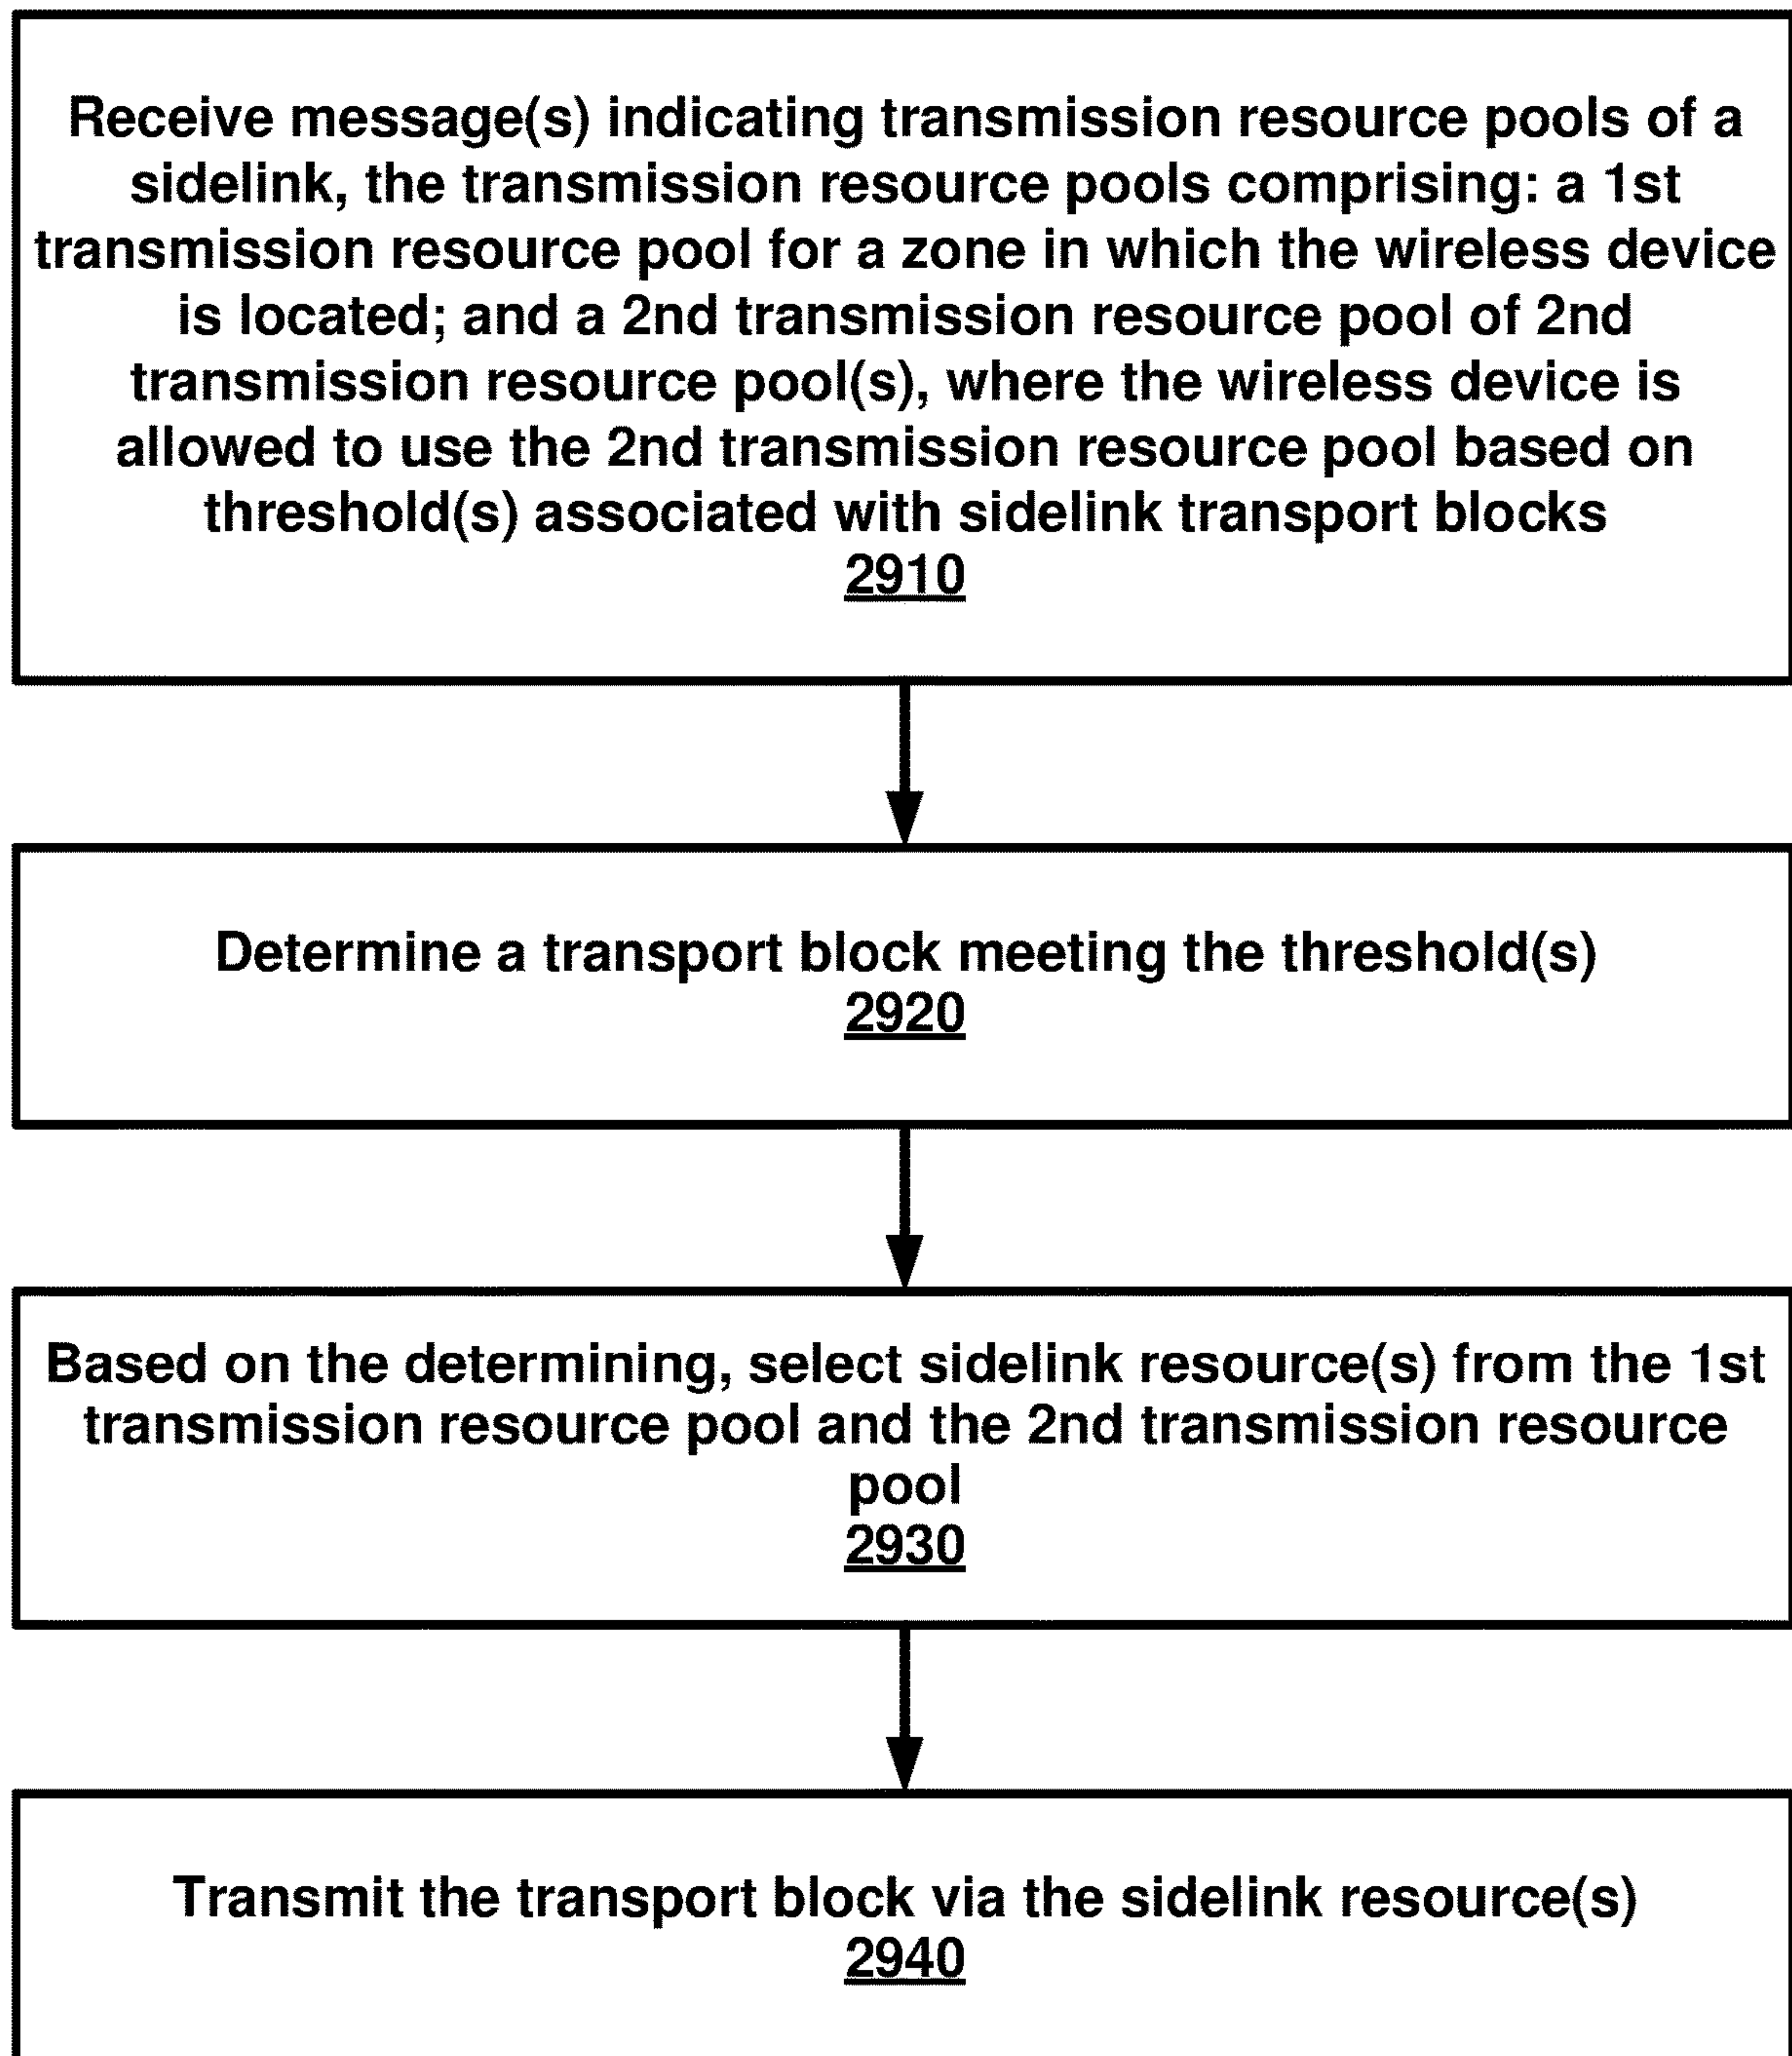 Receive message(s) indicating transmission resource pools of a
sidelink, the transmission resource pools comprising: a 1st
transmission resource pool for a zone in which the wireless device
is located; and a 2nd transmission resource pool of 2nd
transmission resource pool(s), where the wireless device is
allowed to use the 2nd transmission resource pool based on
threshold(s) associated with sidelink transport blocks
2910
Determine a transport block meeting the threshold(s)
2920
Based on the determining, select sidelink resource(s) from the 1st
transmission resource pool and the 2nd transmission resource
pool
2930
Transmit the transport block via the sidelink resource(s)
2940